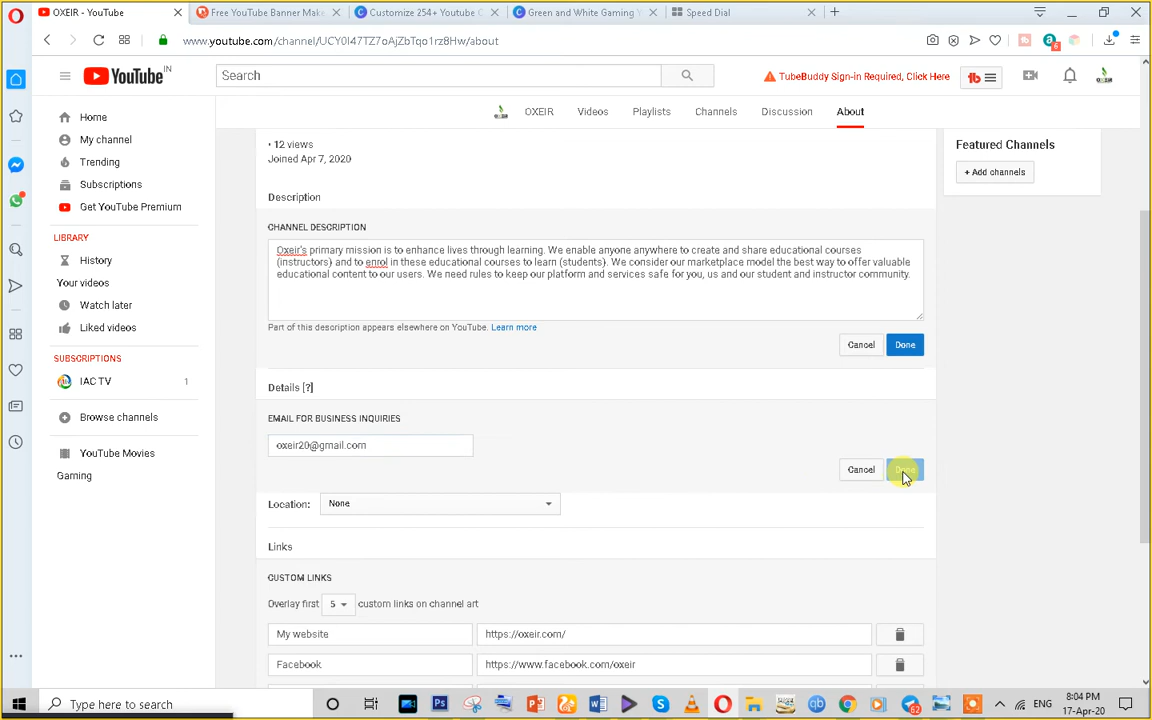 OXEIR - YouTube
Free YouTube Banner Make
Customize 254+ Youtube C
Green and White Gaming Y
Speed Dial
www.youtube.com/channel/UCY0I47TZ7oAjZbTqo1rz8Hw/about
6
YouTube IN
Search
TubeBuddy Sign-in Required, Click Here
tb
OXEIR
Videos
Playlists
Channels
Discussion
About
Home
My channel
Trending
Subscriptions
Get YouTube Premium
LIBRARY
History
Your videos
Watch later
Liked videos
SUBSCRIPTIONS
IAC TV
1
Browse channels
YouTube Movies
Gaming
• 12 views
Joined Apr 7, 2020
Description
CHANNEL DESCRIPTION
Oxeir's primary mission is to enhance lives through learning. We enable anyone anywhere to create and share educational courses
(instructors) and to enrol in these educational courses to learn (students). We consider our marketplace model the best way to offer valuable
educational content to our users. We need rules to keep our platform and services safe for you, us and our student and instructor community.
Part of this description appears elsewhere on YouTube. Learn more
Cancel
Done
Details [?]
EMAIL FOR BUSINESS INQUIRIES
oxeir20@gmail.com
Cancel
Done
Location:
None
Links
CUSTOM LINKS
Overlay first 5 custom links on channel art
My website
https://oxeir.com/
Facebook
https://www.facebook.com/oxeir
Featured Channels
+ Add channels
Type here to search
62
ENG
8:04 PM
17-Apr-20